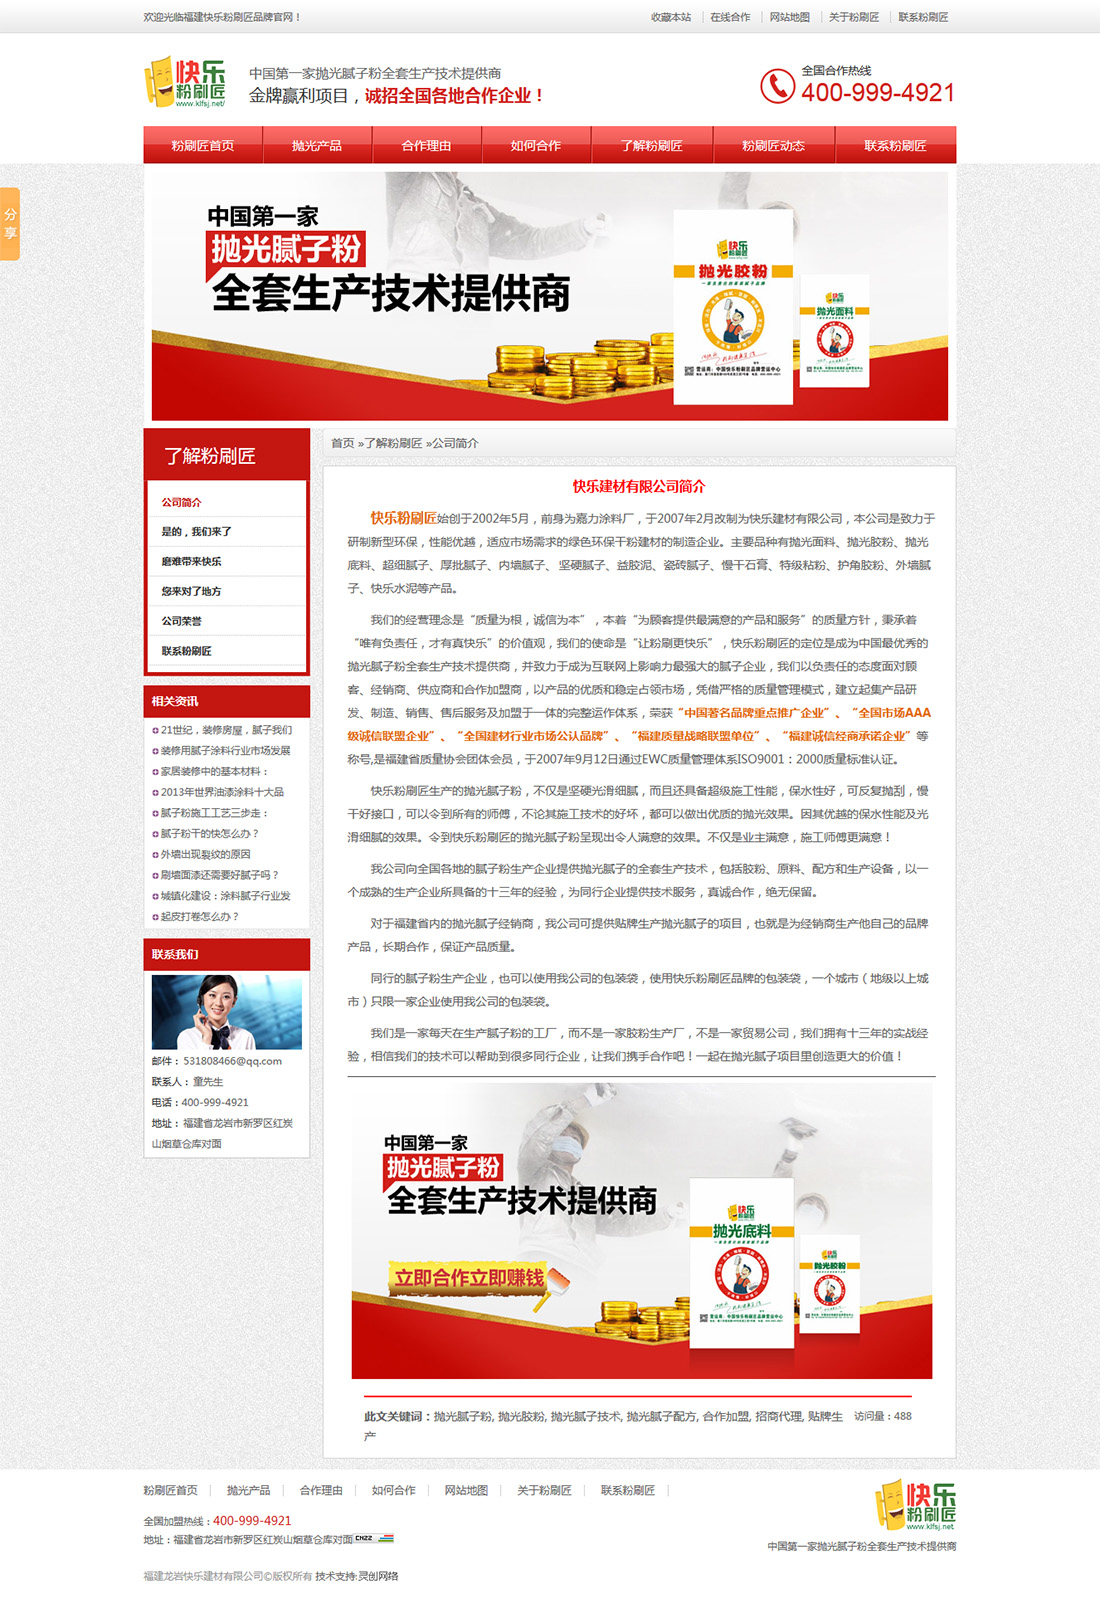 欢迎光临福建快乐粉刷匠品牌官网！
收藏本站 在线合作 网站地图 关于粉刷匠 联系粉刷匠
快乐
粉刷匠
www.klfsj.net/
中国第一家抛光腻子粉全套生产技术提供商
金牌赢利项目，诚招全国各地合作企业！
全国合作热线
400-999-4921
粉刷匠首页 抛光产品 合作理由 如何合作 了解粉刷匠 粉刷匠动态 联系粉刷匠
分享
中国第一家
抛光腻子粉
全套生产技术提供商
快乐
粉刷匠
抛光胶粉
营运商：中国快乐粉刷匠品牌营运中心
快乐
粉刷匠
抛光面料
了解粉刷匠
公司简介
是的，我们来了
磨难带来快乐
您来对了地方
公司荣誉
联系粉刷匠
相关资讯
21世纪，装修房屋，腻子我们
装修用腻子涂料行业市场发展
家居装修中的基本材料：
2013年世界油漆涂料十大品
腻子粉施工工艺三步走：
腻子粉干的快怎么办？
外墙出现裂纹的原因
刷墙面漆还需要好腻子吗？
城镇化建设：涂料腻子行业发
起皮打卷怎么办？
联系我们
邮件： 531808466@qq.com
联系人： 童先生
电话：400-999-4921
地址： 福建省龙岩市新罗区红炭
山烟草仓库对面
首页 »了解粉刷匠 »公司简介
快乐建材有限公司简介
快乐粉刷匠始创于2002年5月，前身为嘉力涂料厂，于2007年2月改制为快乐建材有限公司，本公司是致力于
研制新型环保，性能优越，适应市场需求的绿色环保干粉建材的制造企业。主要品种有抛光面料、抛光胶粉、抛光
底料、超细腻子、厚批腻子、内墙腻子、 坚硬腻子、益胶泥、瓷砖腻子、慢干石膏、特级粘粉、护角胶粉、外墙腻
子、快乐水泥等产品。
我们的经营理念是“质量为根，诚信为本”，本着“为顾客提供最满意的产品和服务”的质量方针，秉承着
“唯有负责任，才有真快乐”的价值观，我们的使命是“让粉刷更快乐”，快乐粉刷匠的定位是成为中国最优秀的
抛光腻子粉全套生产技术提供商，并致力于成为互联网上影响力最强大的腻子企业，我们以负责任的态度面对顾
客、经销商、供应商和合作加盟商，以产品的优质和稳定占领市场，凭借严格的质量管理模式，建立起集产品研
发、制造、销售、售后服务及加盟于一体的完整运作体系，荣获“中国著名品牌重点推广企业”、“全国市场AAA
级诚信联盟企业”、“全国建材行业市场公认品牌”、“福建质量战略联盟单位”、“福建诚信经商承诺企业”等
称号,是福建省质量协会团体会员，于2007年9月12日通过EWC质量管理体系ISO9001：2000质量标准认证。
快乐粉刷匠生产的抛光腻子粉，不仅是坚硬光滑细腻，而且还具备超级施工性能，保水性好，可反复抛刮，慢
干好接口，可以令到所有的师傅，不论其施工技术的好坏，都可以做出优质的抛光效果。因其优越的保水性能及光
滑细腻的效果。令到快乐粉刷匠的抛光腻子粉呈现出令人满意的效果。不仅是业主满意，施工师傅更满意！
我公司向全国各地的腻子粉生产企业提供抛光腻子的全套生产技术，包括胶粉、原料、配方和生产设备，以一
个成熟的生产企业所具备的十三年的经验，为同行企业提供技术服务，真诚合作，绝无保留。
对于福建省内的抛光腻子经销商，我公司可提供贴牌生产抛光腻子的项目，也就是为经销商生产他自己的品牌
产品，长期合作，保证产品质量。
同行的腻子粉生产企业，也可以使用我公司的包装袋，使用快乐粉刷匠品牌的包装袋，一个城市（地级以上城
市）只限一家企业使用我公司的包装袋。
我们是一家每天在生产腻子粉的工厂，而不是一家胶粉生产厂，不是一家贸易公司，我们拥有十三年的实战经
验，相信我们的技术可以帮助到很多同行企业，让我们携手合作吧！一起在抛光腻子项目里创造更大的价值！
中国第一家
抛光腻子粉
全套生产技术提供商
立即合作立即赚钱
快乐
粉刷匠
抛光底料
营运商：中国快乐粉刷匠品牌营运中心
快乐
粉刷匠
抛光胶粉
此文关键词：抛光腻子粉, 抛光胶粉, 抛光腻子技术, 抛光腻子配方, 合作加盟, 招商代理, 贴牌生
产
访问量：488
粉刷匠首页 抛光产品 合作理由 如何合作 网站地图 关于粉刷匠 联系粉刷匠
全国加盟热线：400-999-4921
地址：福建省龙岩市新罗区红炭山烟草仓库对面 CNZZ
福建龙岩快乐建材有限公司©版权所有 技术支持:灵创网络
快乐
粉刷匠
www.klfsj.net
中国第一家抛光腻子粉全套生产技术提供商